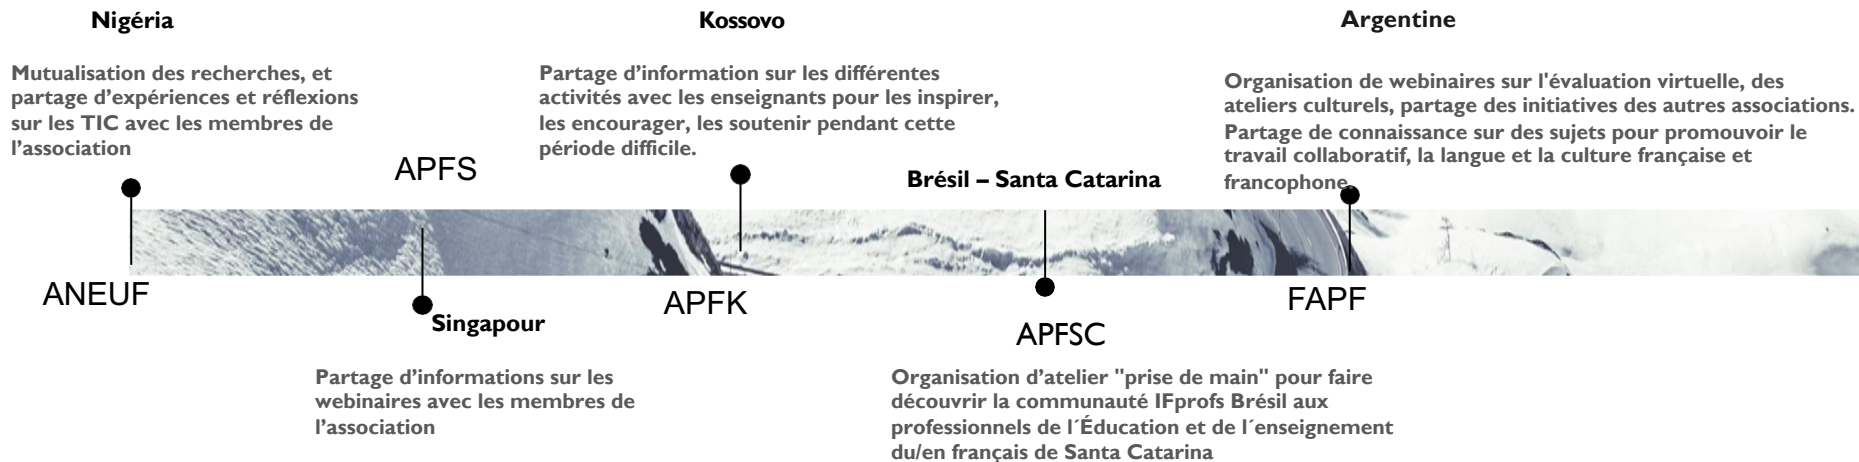 Nigéria
Mutualisation des recherches, et
partage d’expériences et réflexions
sur les TIC avec les membres de
l’association
ANEUF
APFS
Singapour
Partage d’informations sur les
webinaires avec les membres de
l’association
Kossovo
Partage d’information sur les différentes
activités avec les enseignants pour les inspirer,
les encourager, les soutenir pendant cette
période difficile.
APFK
Brésil – Santa Catarina
APFSC
Organisation d’atelier "prise de main" pour faire
découvrir la communauté IFprofs Brésil aux
professionnels de l´Éducation et de l´enseignement
du/en français de Santa Catarina
Argentine
Organisation de webinaires sur l'évaluation virtuelle, des
ateliers culturels, partage des initiatives des autres associations.
Partage de connaissance sur des sujets pour promouvoir le
travail collaboratif, la langue et la culture française et
francophone.
FAPF